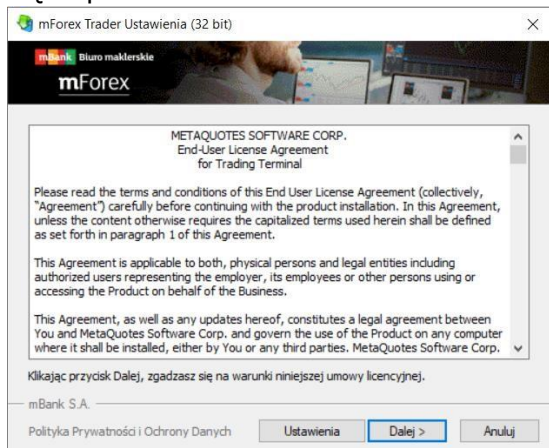 mForex Trader Ustawienia (32 bit)
mBank Biuro maklerskie
mForex
METAQUOTES SOFTWARE CORP.
End-User License Agreement
for Trading Terminal
Please read the terms and conditions of this End User License Agreement (collectively,
"Agreement") carefully before continuing with the product installation. In this Agreement,
unless the content otherwise requires the capitalized terms used herein shall be defined
as set forth in paragraph 1 of this Agreement.
This Agreement is applicable to both, physical persons and legal entities including
authorized users representing the employer, its employees or other persons using or
accessing the Product on behalf of the Business.
This Agreement, as well as any updates hereof, constitutes a legal agreement between
You and MetaQuotes Software Corp. and govern the use of the Product on any computer
where it shall be installed, either by You or any third parties. MetaQuotes Software Corp.
Klikając przycisk Dalej, zgadzasz się na warunki niniejszej umowy licencyjnej.
mBank S.A.
Polityka Prywatności i Ochrony Danych
Ustawienia
Dalej >
Anuluj